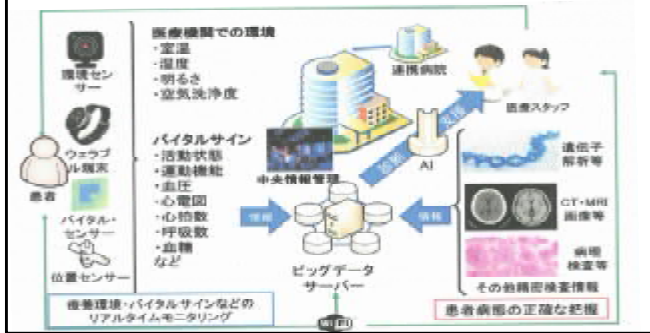 環境セン
サー
ウェラブ
ル端末
患者
バイタル・
センサー
位置センサー
医療機関での環境
・室温
・湿度
・明るさ
・空気洗浄度
バイタルサイン
・活動状態
・運動機能
・血圧
・心電図
・心拍数
・呼吸数
・血糖
など
療養環境・バイタルサインなどの
リアルタイムモニタリング
連携病院
医療スタッフ
中央情報管理
診断
支援
AI
情報
情報
ビッグデータ
サーバー
遺伝子
解析等
CT・MRI
画像等
病理
検査等
その他精密検査情報
患者病態の正確な把握